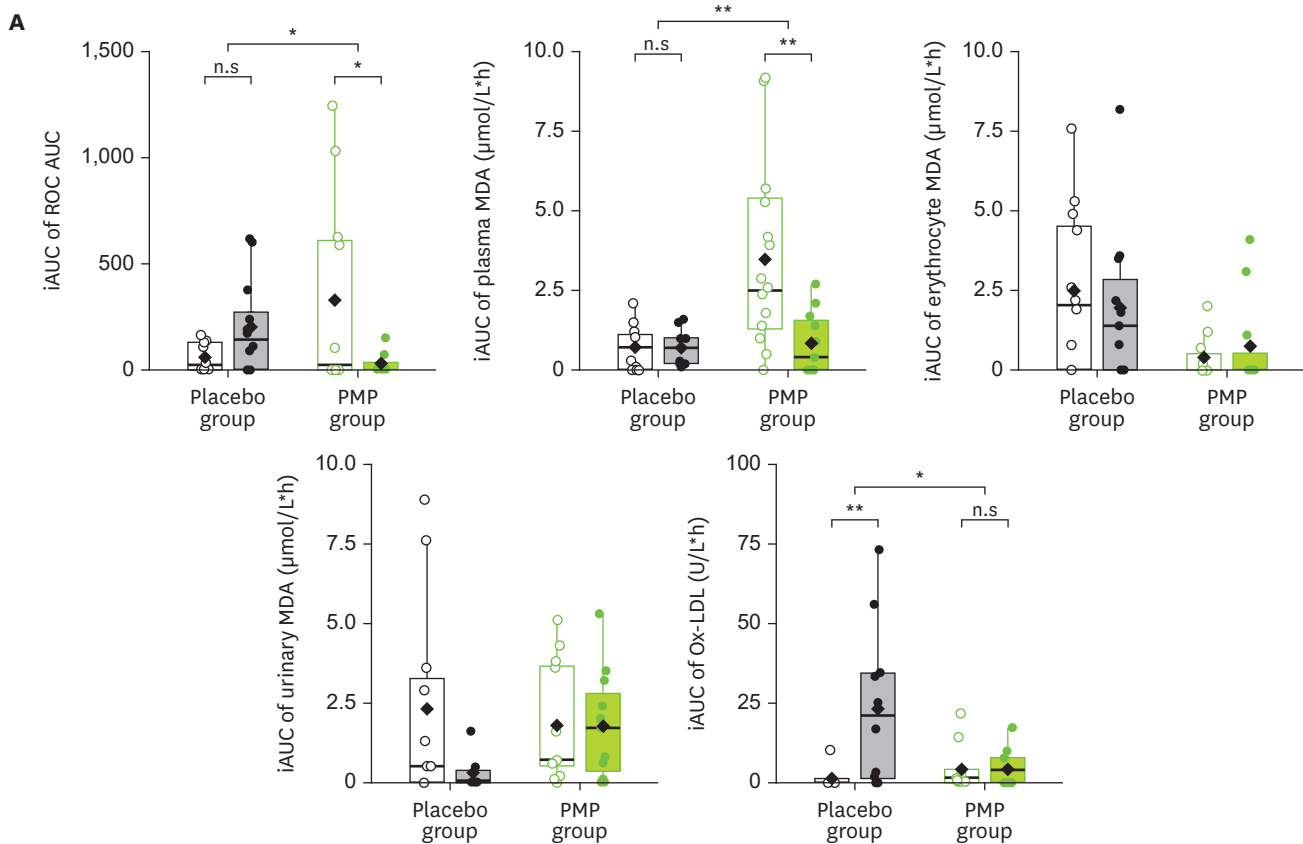 A
iAUC of ROC AUC
1,500
1,000
500
0
*
n.s
*
Placebo
group
PMP
group
iAUC of plasma MDA (µmol/L*h)
10.0
7.5
5.0
2.5
0
**
n.s
**
Placebo
group
PMP
group
iAUC of erythrocyte MDA (µmol/L*h)
10.0
7.5
5.0
2.5
0
Placebo
group
PMP
group
iAUC of urinary MDA (µmol/L*h)
10.0
7.5
5.0
2.5
0
Placebo
group
PMP
group
iAUC of Ox-LDL (U/L*h)
100
75
50
25
0
*
**
n.s
Placebo
group
PMP
group